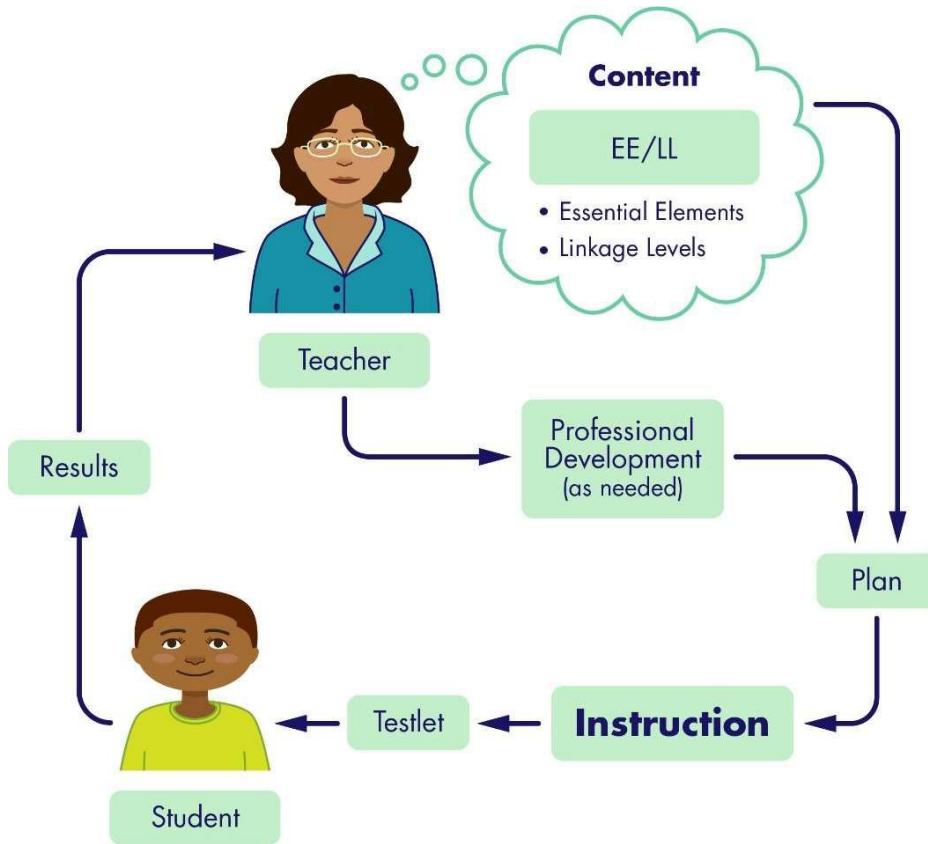 Content
EE/LL
• Essential Elements
• Linkage Levels
Teacher
Professional
Development
(as needed)
Results
Plan
Instruction
Testlet
Student